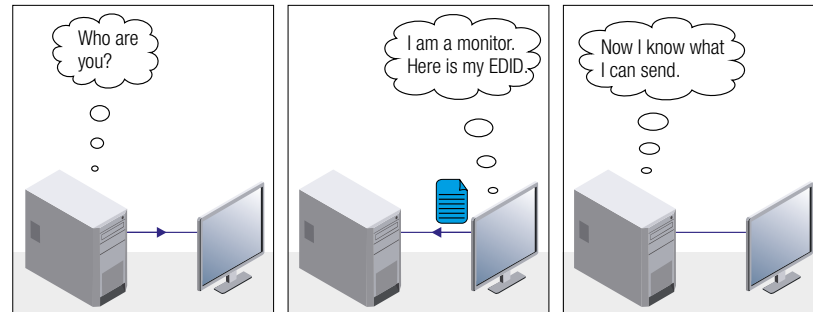 Who are
you?
I am a monitor.
Here is my EDID.
Now I know what
I can send.